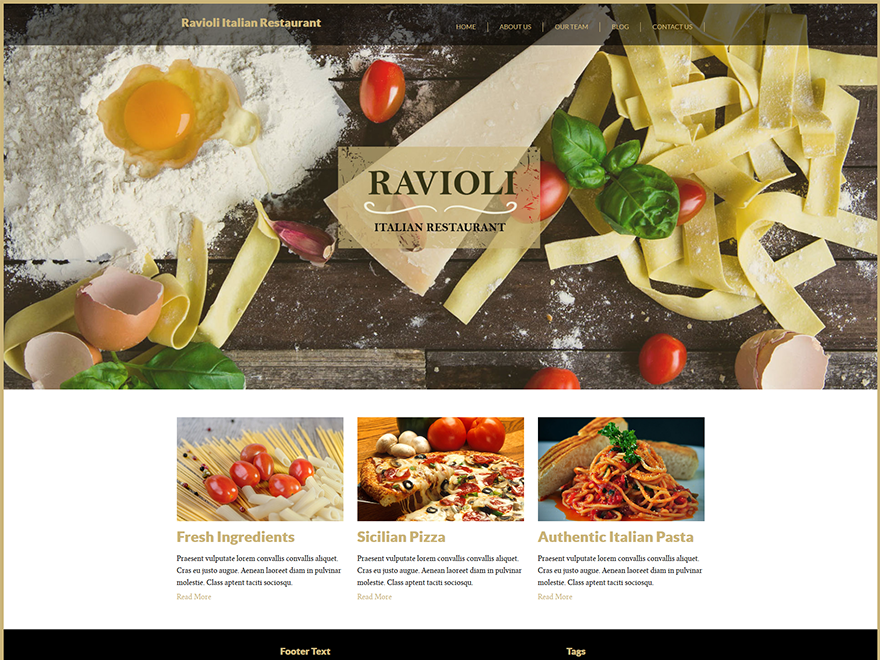 Ravioli Italian Restaurant
HOME
ABOUT US
OUR TEAM
BLOG
CONTACT US
RAVIOLI
ITALIAN RESTAURANT
Fresh Ingredients
Praesent vulputate lorem convallis convallis aliquet.
Cras eu justo augue. Aenean laoreet diam in pulvinar
molestie. Class aptent taciti sociosqu.
Read More
Sicilian Pizza
Praesent vulputate lorem convallis convallis aliquet.
Cras eu justo augue. Aenean laoreet diam in pulvinar
molestie. Class aptent taciti sociosqu.
Read More
Authentic Italian Pasta
Praesent vulputate lorem convallis convallis aliquet.
Cras eu justo augue. Aenean laoreet diam in pulvinar
molestie. Class aptent taciti sociosqu.
Read More
Footer Text
Tags